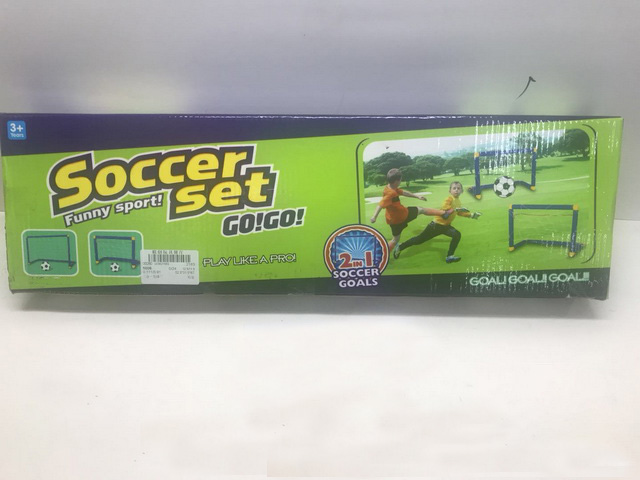 3+
Years
Soccer
set
Funny sport!
GO!GO!
PLAY LIKE A PRO!
2 IN 1
SOCCER
GOALS
GOAL! GOAL!! GOAL!!!